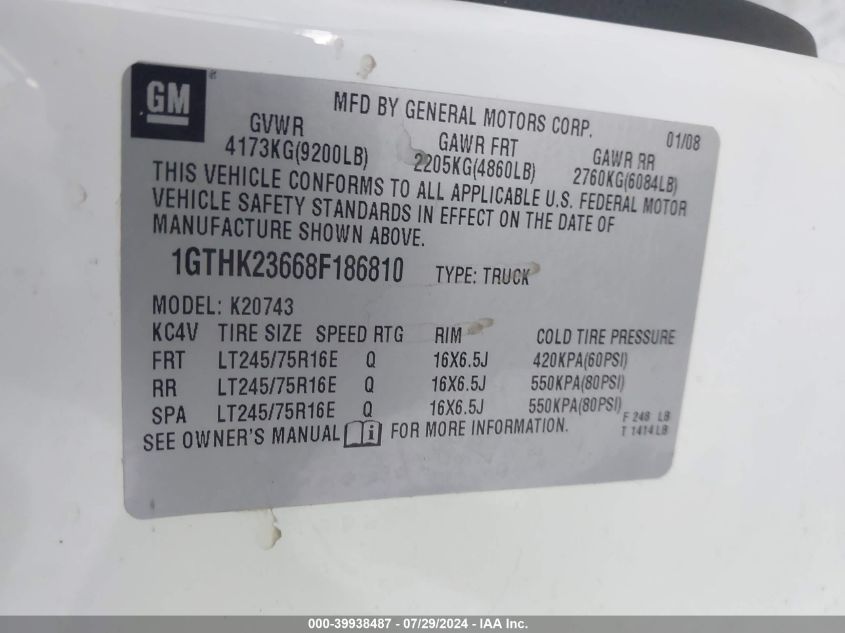 GM
MFD BY GENERAL MOTORS CORP. 01/08
GVWR GAWR FRT GAWR RR
4173KG(9200LB) 2205KG(4860LB) 2760KG(6084LB)
THIS VEHICLE CONFORMS TO ALL APPLICABLE U.S. FEDERAL MOTOR
VEHICLE SAFETY STANDARDS IN EFFECT ON THE DATE OF
MANUFACTURE SHOWN ABOVE.
1GTHK23668F186810 TYPE: TRUCK
MODEL: K20743
KC4V TIRE SIZE SPEED RTG RIM COLD TIRE PRESSURE
FRT LT245/75R16E Q 16X6.5J 420KPA(60PSI)
RR LT245/75R16E Q 16X6.5J 550KPA(80PSI)
SPA LT245/75R16E Q 16X6.5J 550KPA(80PSI)
F 248 LB
T 1414LB
SEE OWNER'S MANUAL i FOR MORE INFORMATION.
000-39938487 - 07/29/2024 - IAA Inc.